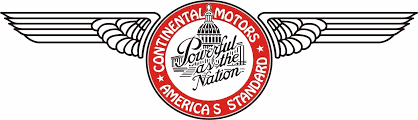 CONTINENTAL MOTORS
Powerful
as the
Nation
AMERICA S STANDARD